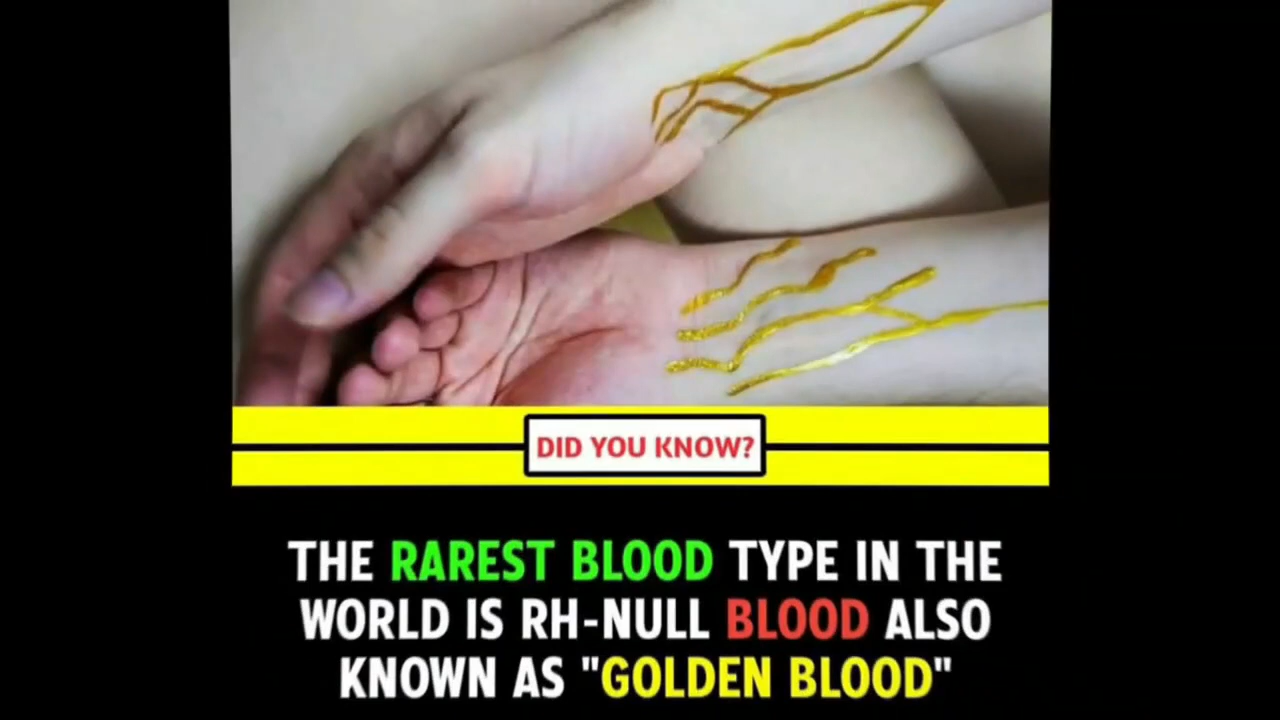 DID YOU KNOW?
THE RAREST BLOOD TYPE IN THE
WORLD IS RH-NULL BLOOD ALSO
KNOWN AS "GOLDEN BLOOD"